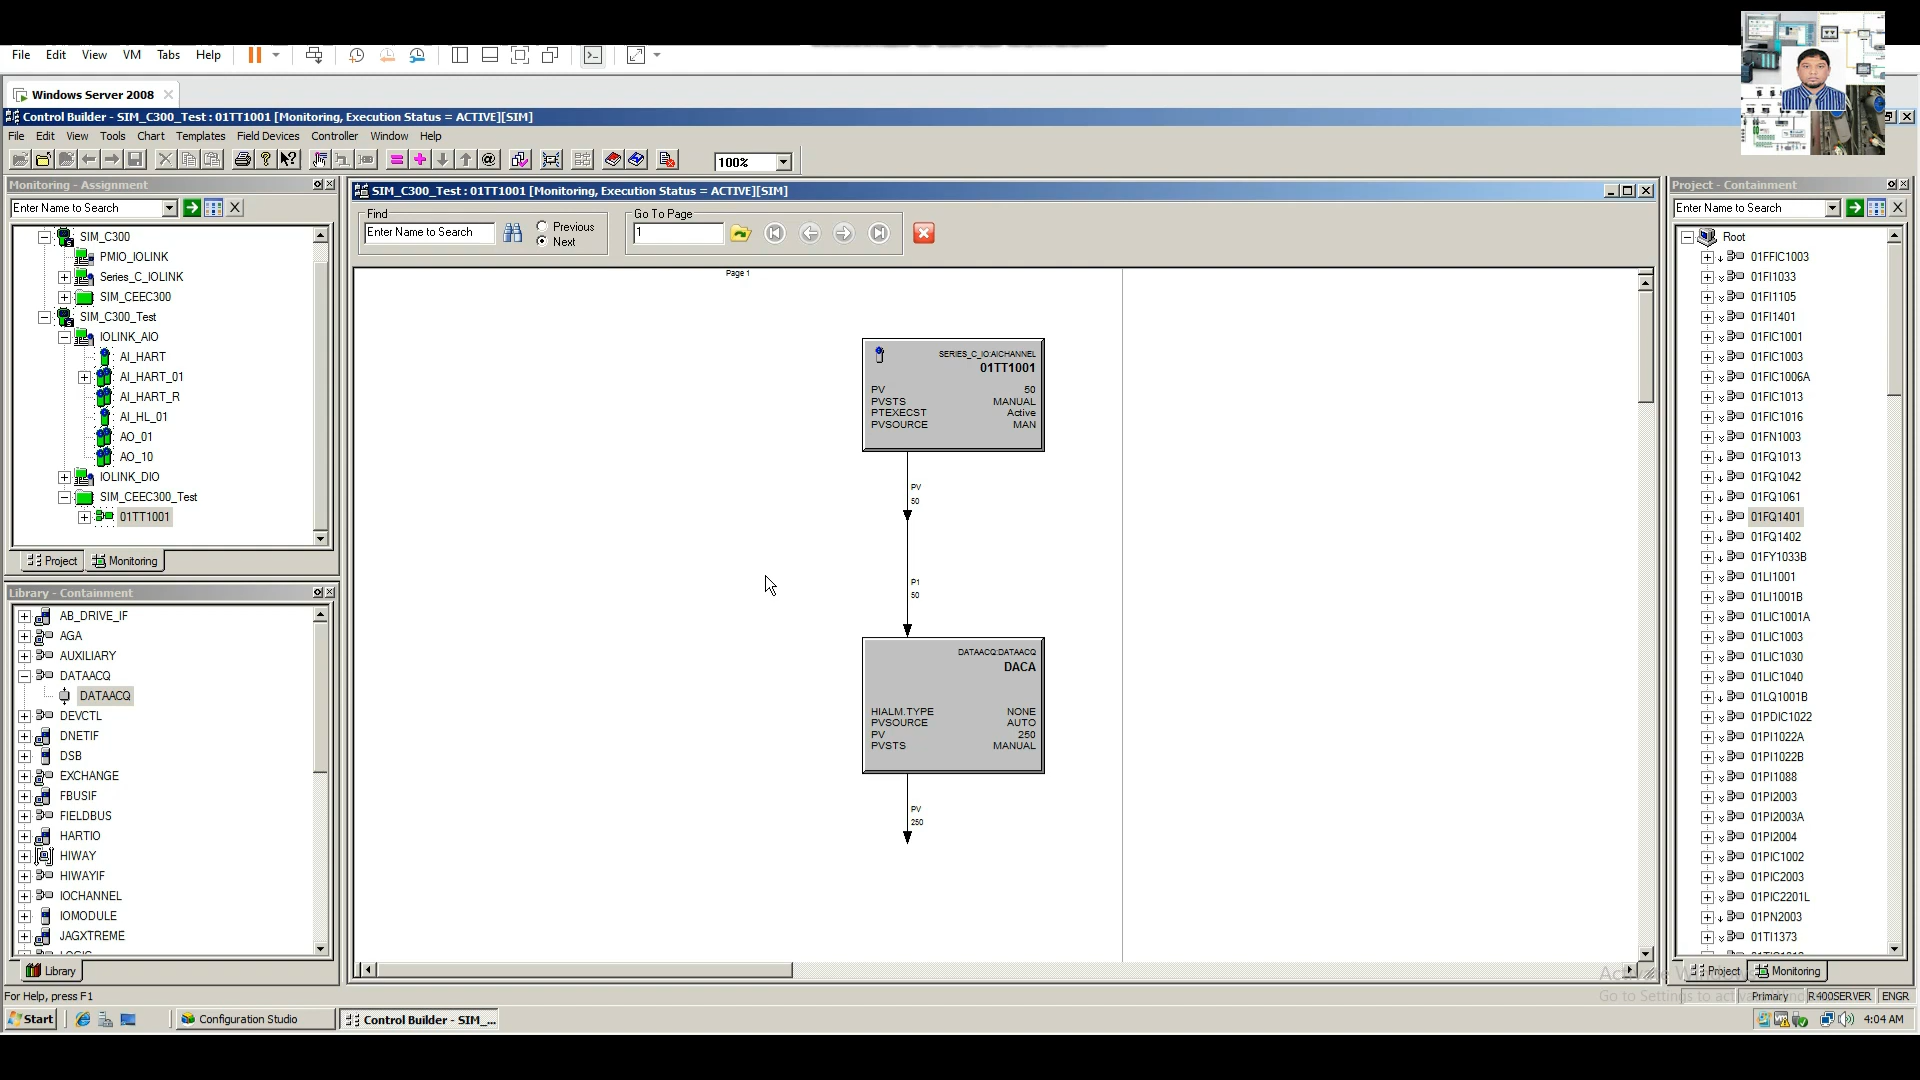 File Edit View VM Tabs Help
Windows Server 2008
Control Builder - SIM_C300_Test : 01TT1001 [Monitoring, Execution Status = ACTIVE][SIM]
File Edit View Tools Chart Templates Field Devices Controller Window Help
100%
Monitoring - Assignment
Enter Name to Search
SIM_C300
PMIO_IOLINK
Series_C_IOLINK
SIM_CEEC300
SIM_C300_Test
IOLINK_AIO
AI_HART
AI_HART_01
AI_HART_R
AI_HL_01
AO_01
AO_10
IOLINK_DIO
SIM_CEEC300_Test
01TT1001
Project Monitoring
Library - Containment
AB_DRIVE_IF
AGA
AUXILIARY
DATAACQ
DATAACQ
DEVCTL
DNETIF
DSB
EXCHANGE
FBUSIF
FIELDBUS
HARTIO
HIWAY
HIWAYIF
IOCHANNEL
IOMODULE
JAGXTREME
Library
SIM_C300_Test : 01TT1001 [Monitoring, Execution Status = ACTIVE][SIM]
Find
Enter Name to Search
Previous
Next
Go To Page
1
Page 1
SERIES_C_IO:AICHANNEL
01TT1001
PV 50
PVSTS MANUAL
PTEXECST Active
PVSOURCE MAN
PV
50
P1
50
DATAACQ:DATAACQ
DACA
HIALM.TYPE NONE
PVSOURCE AUTO
PV 250
PVSTS MANUAL
PV
250
Project - Containment
Enter Name to Search
Root
01FFIC1003
01FI1033
01FI1105
01FI1401
01FIC1001
01FIC1003
01FIC1006A
01FIC1013
01FIC1016
01FN1003
01FQ1013
01FQ1042
01FQ1061
01FQ1401
01FQ1402
01FY1033B
01LI1001
01LI1001B
01LIC1001A
01LIC1003
01LIC1030
01LIC1040
01LQ1001B
01PDIC1022
01PI1022A
01PI1022B
01PI1088
01PI2003
01PI2003A
01PI2004
01PIC1002
01PIC2003
01PIC2201L
01PN2003
01TI1373
Project Monitoring
For Help, press F1
Primary R400SERVER ENGR
Start Configuration Studio Control Builder - SIM_... 4:04 AM